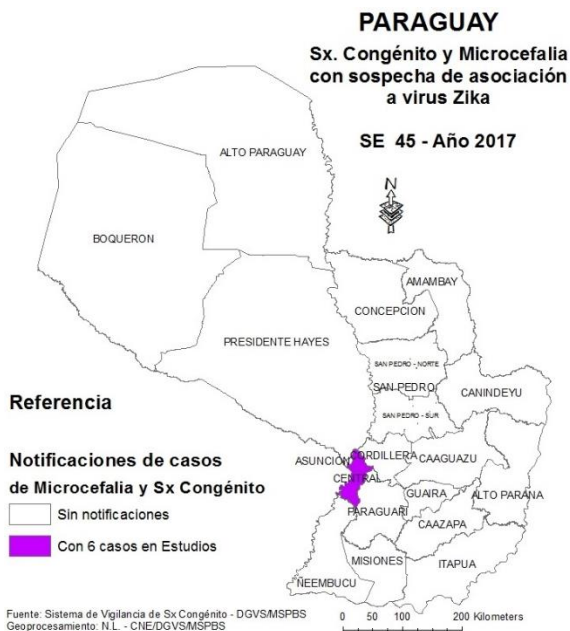 PARAGUAY
Sx. Congénito y Microcefalia
con sospecha de asociación
a virus Zika
SE 45 - Año 2017
N
ALTO PARAGUAY
BOQUERON
AMAMBAY
CONCEPCION
PRESIDENTE HAYES
SAN PEDRO - NORTE
SAN PEDRO
CANINDEYU
SAN PEDRO - SUR
ASUNCION
CORDILLERA
CAAGUAZU
CENTRAL
GUAIRA
ALTO PARANA
PARAGUARI
CAAZAPA
MISIONES
ITAPUA
ÑEEMBUCU
Referencia
Notificaciones de casos
de Microcefalia y Sx Congénito
Sin notificaciones
Con 6 casos en Estudios
Fuente: Sistema de Vigilancia de Sx Congénito - DGVS/MSPBS
Geoprocesamiento: N.L. - CNE/DGVS/MSPBS
0 50 100 200 Kilometers